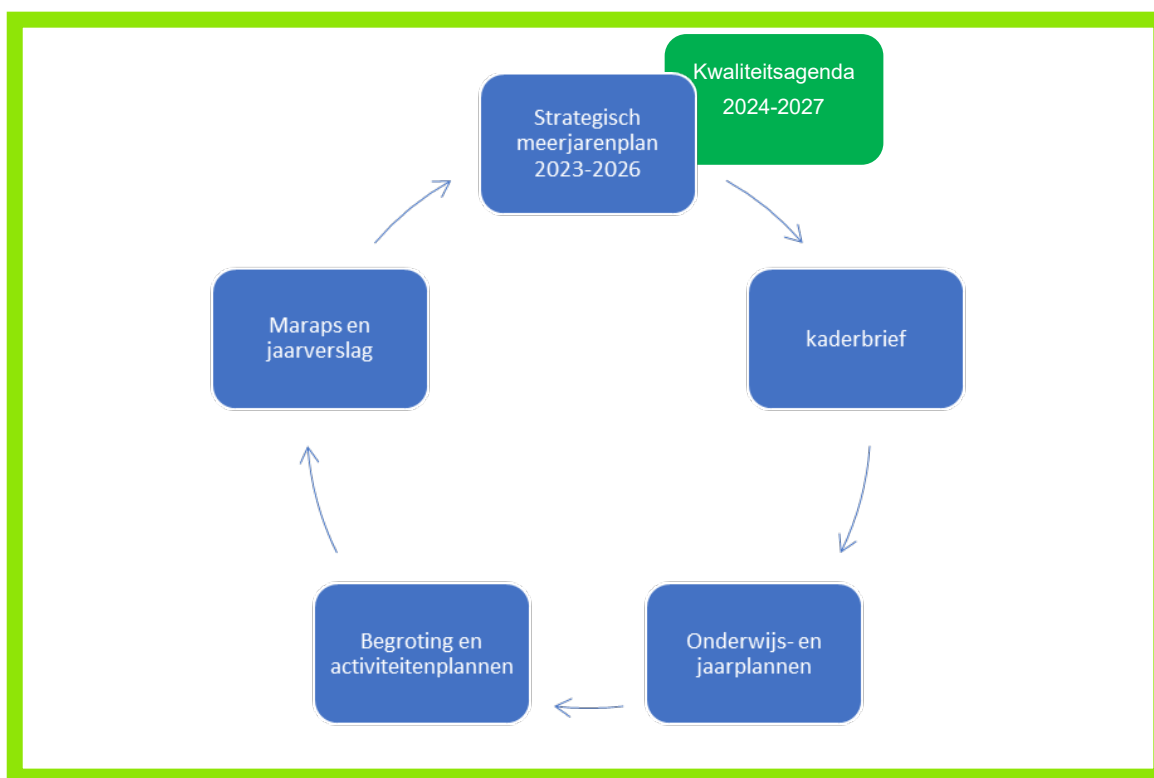 Kwaliteitsagenda
2024-2027
Strategisch
meerjarenplan
2023-2026
kaderbrief
Onderwijs- en
jaarplannen
Begroting en
activiteitenplannen
Maraps en
jaarverslag